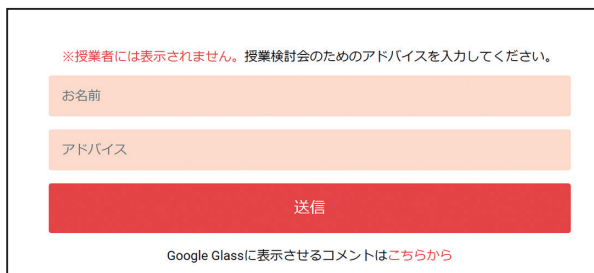 ※授業者には表示されません。授業検討会のためのアドバイスを入力してください。
お名前
アドバイス
送信
Google Glassに表示させるコメントはこちらから